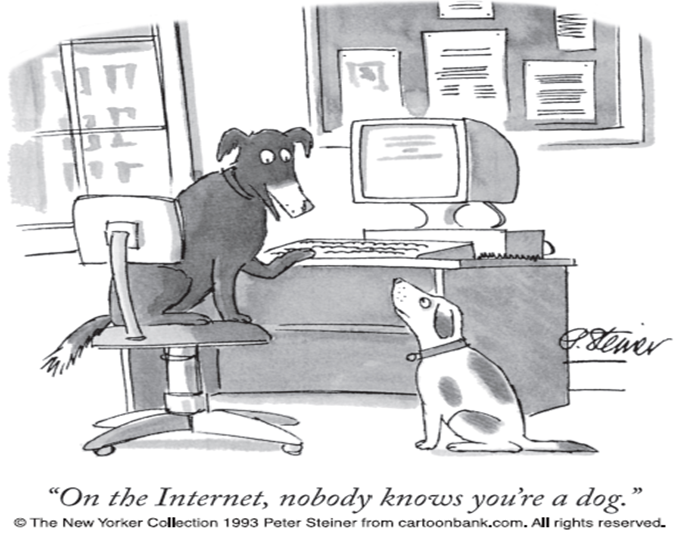 P. Steiner
“On the Internet, nobody knows you’re a dog.”
© The New Yorker Collection 1993 Peter Steiner from cartoonbank.com. All rights reserved.